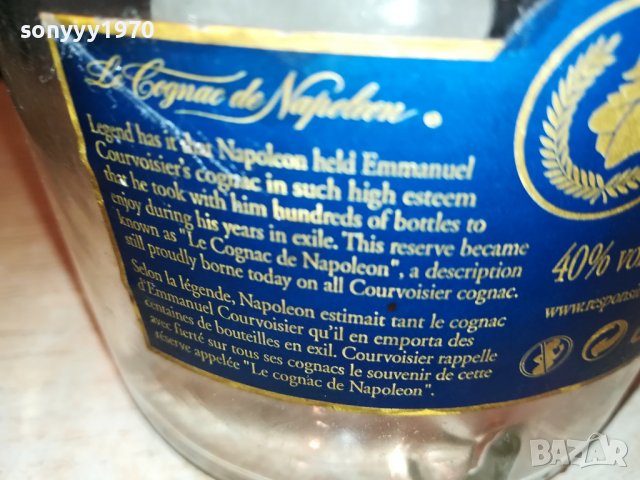 sonyyy1970
Le Cognac de Napoleon
Legend has it that Napoleon held Emmanuel
Courvoisier's cognac in such high esteem
that he took with him hundreds of bottles to
enjoy during his years in exile. This reserve became
known as "Le Cognac de Napoleon", a description
still proudly borne today on all Courvoisier cognac.
Selon la légende, Napoleon estimait tant le cognac
d'Emmanuel Courvoisier qu'il en emporta des
centaines de bouteilles en exil. Courvoisier rappelle
avec fierté sur tous ses cognacs le souvenir de cette
réserve appelée "Le cognac de Napoleon".
40% vo
www.respons
BAZAR